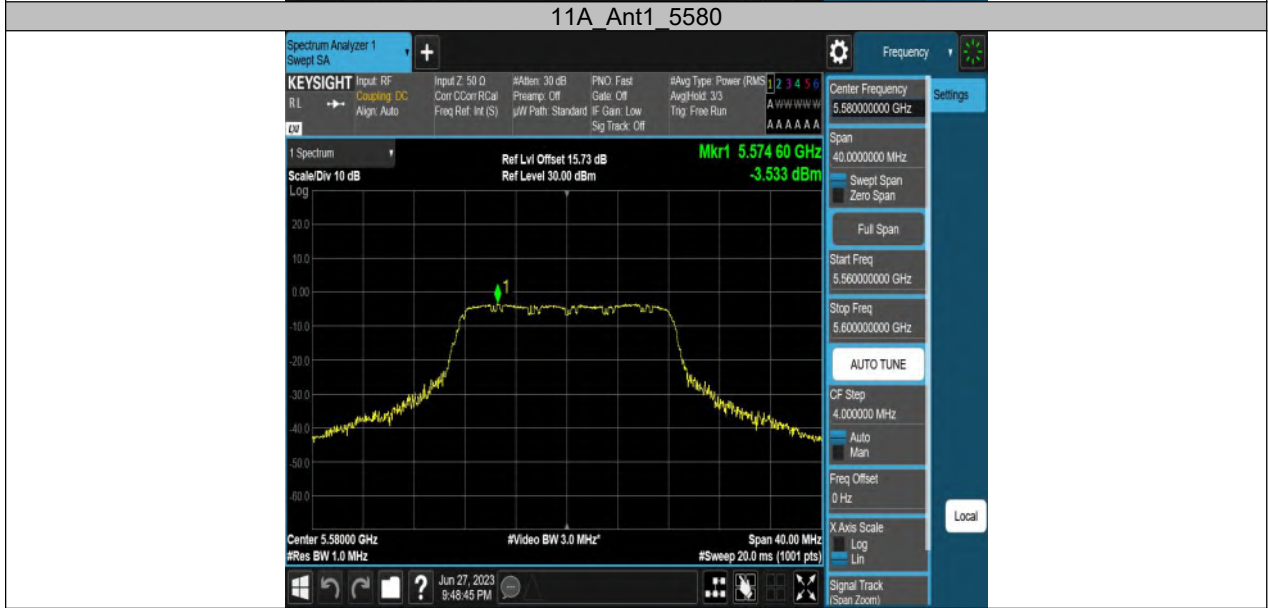 11A_Ant1_5580
Spectrum Analyzer 1
Swept SA
+
Frequency
KEYSIGHT
RL
LXI
Input: RF
Coupling: DC
Align: Auto
Input Z: 50 Ω
Corr CCorr RCal
Freq Ref: Int (S)
#Atten: 30 dB
Preamp: Off
µW Path: Standard
PNO: Fast
Gate: Off
IF Gain: Low
Sig Track: Off
#Avg Type: Power (RMS
Avg|Hold: 3/3
Trig: Free Run
1 2 3 4 5 6
A W W W W W
A A A A A A
Center Frequency
5.580000000 GHz
Settings
Span
40.0000000 MHz
Swept Span
Zero Span
Full Span
Start Freq
5.560000000 GHz
Stop Freq
5.600000000 GHz
AUTO TUNE
CF Step
4.000000 MHz
Auto
Man
Freq Offset
0 Hz
X Axis Scale
Log
Lin
Signal Track
(Span Zoom)
Local
1 Spectrum
Scale/Div 10 dB
Ref Lvl Offset 15.73 dB
Ref Level 30.00 dBm
Mkr1 5.574 60 GHz
-3.533 dBm
Log
20.0
10.0
0.00
-10.0
-20.0
-30.0
-40.0
-50.0
-60.0
1
Center 5.58000 GHz
#Res BW 1.0 MHz
#Video BW 3.0 MHz*
Span 40.00 MHz
#Sweep 20.0 ms (1001 pts)
?
Jun 27, 2023
9:48:45 PM